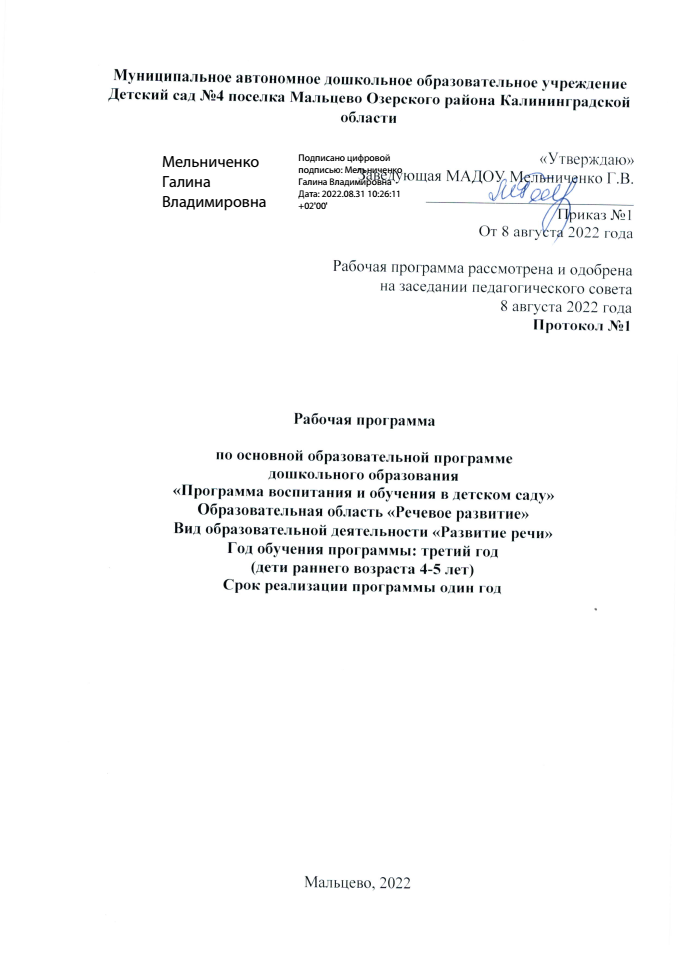 Муниципальное автономное дошкольное образовательное учреждение
Детский сад №4 поселка Мальцево Озерского района Калининградской
области
Мельниченко
Галина
Владимировна
Подписано цифровой
подписью: Мельниченко
Галина Владимировна
Дата: 2022.08.31 10:26:11
+02'00'
«Утверждаю»
Заведующая МАДОУ Мельниченко Г.В.
Приказ №1
От 8 августа 2022 года
Рабочая программа рассмотрена и одобрена
на заседании педагогического совета
8 августа 2022 года
Протокол №1
Рабочая программа
по основной образовательной программе
дошкольного образования
«Программа воспитания и обучения в детском саду»
Образовательная область «Речевое развитие»
Вид образовательной деятельности «Развитие речи»
Год обучения программы: третий год
(дети раннего возраста 4-5 лет)
Срок реализации программы один год
Мальцево, 2022